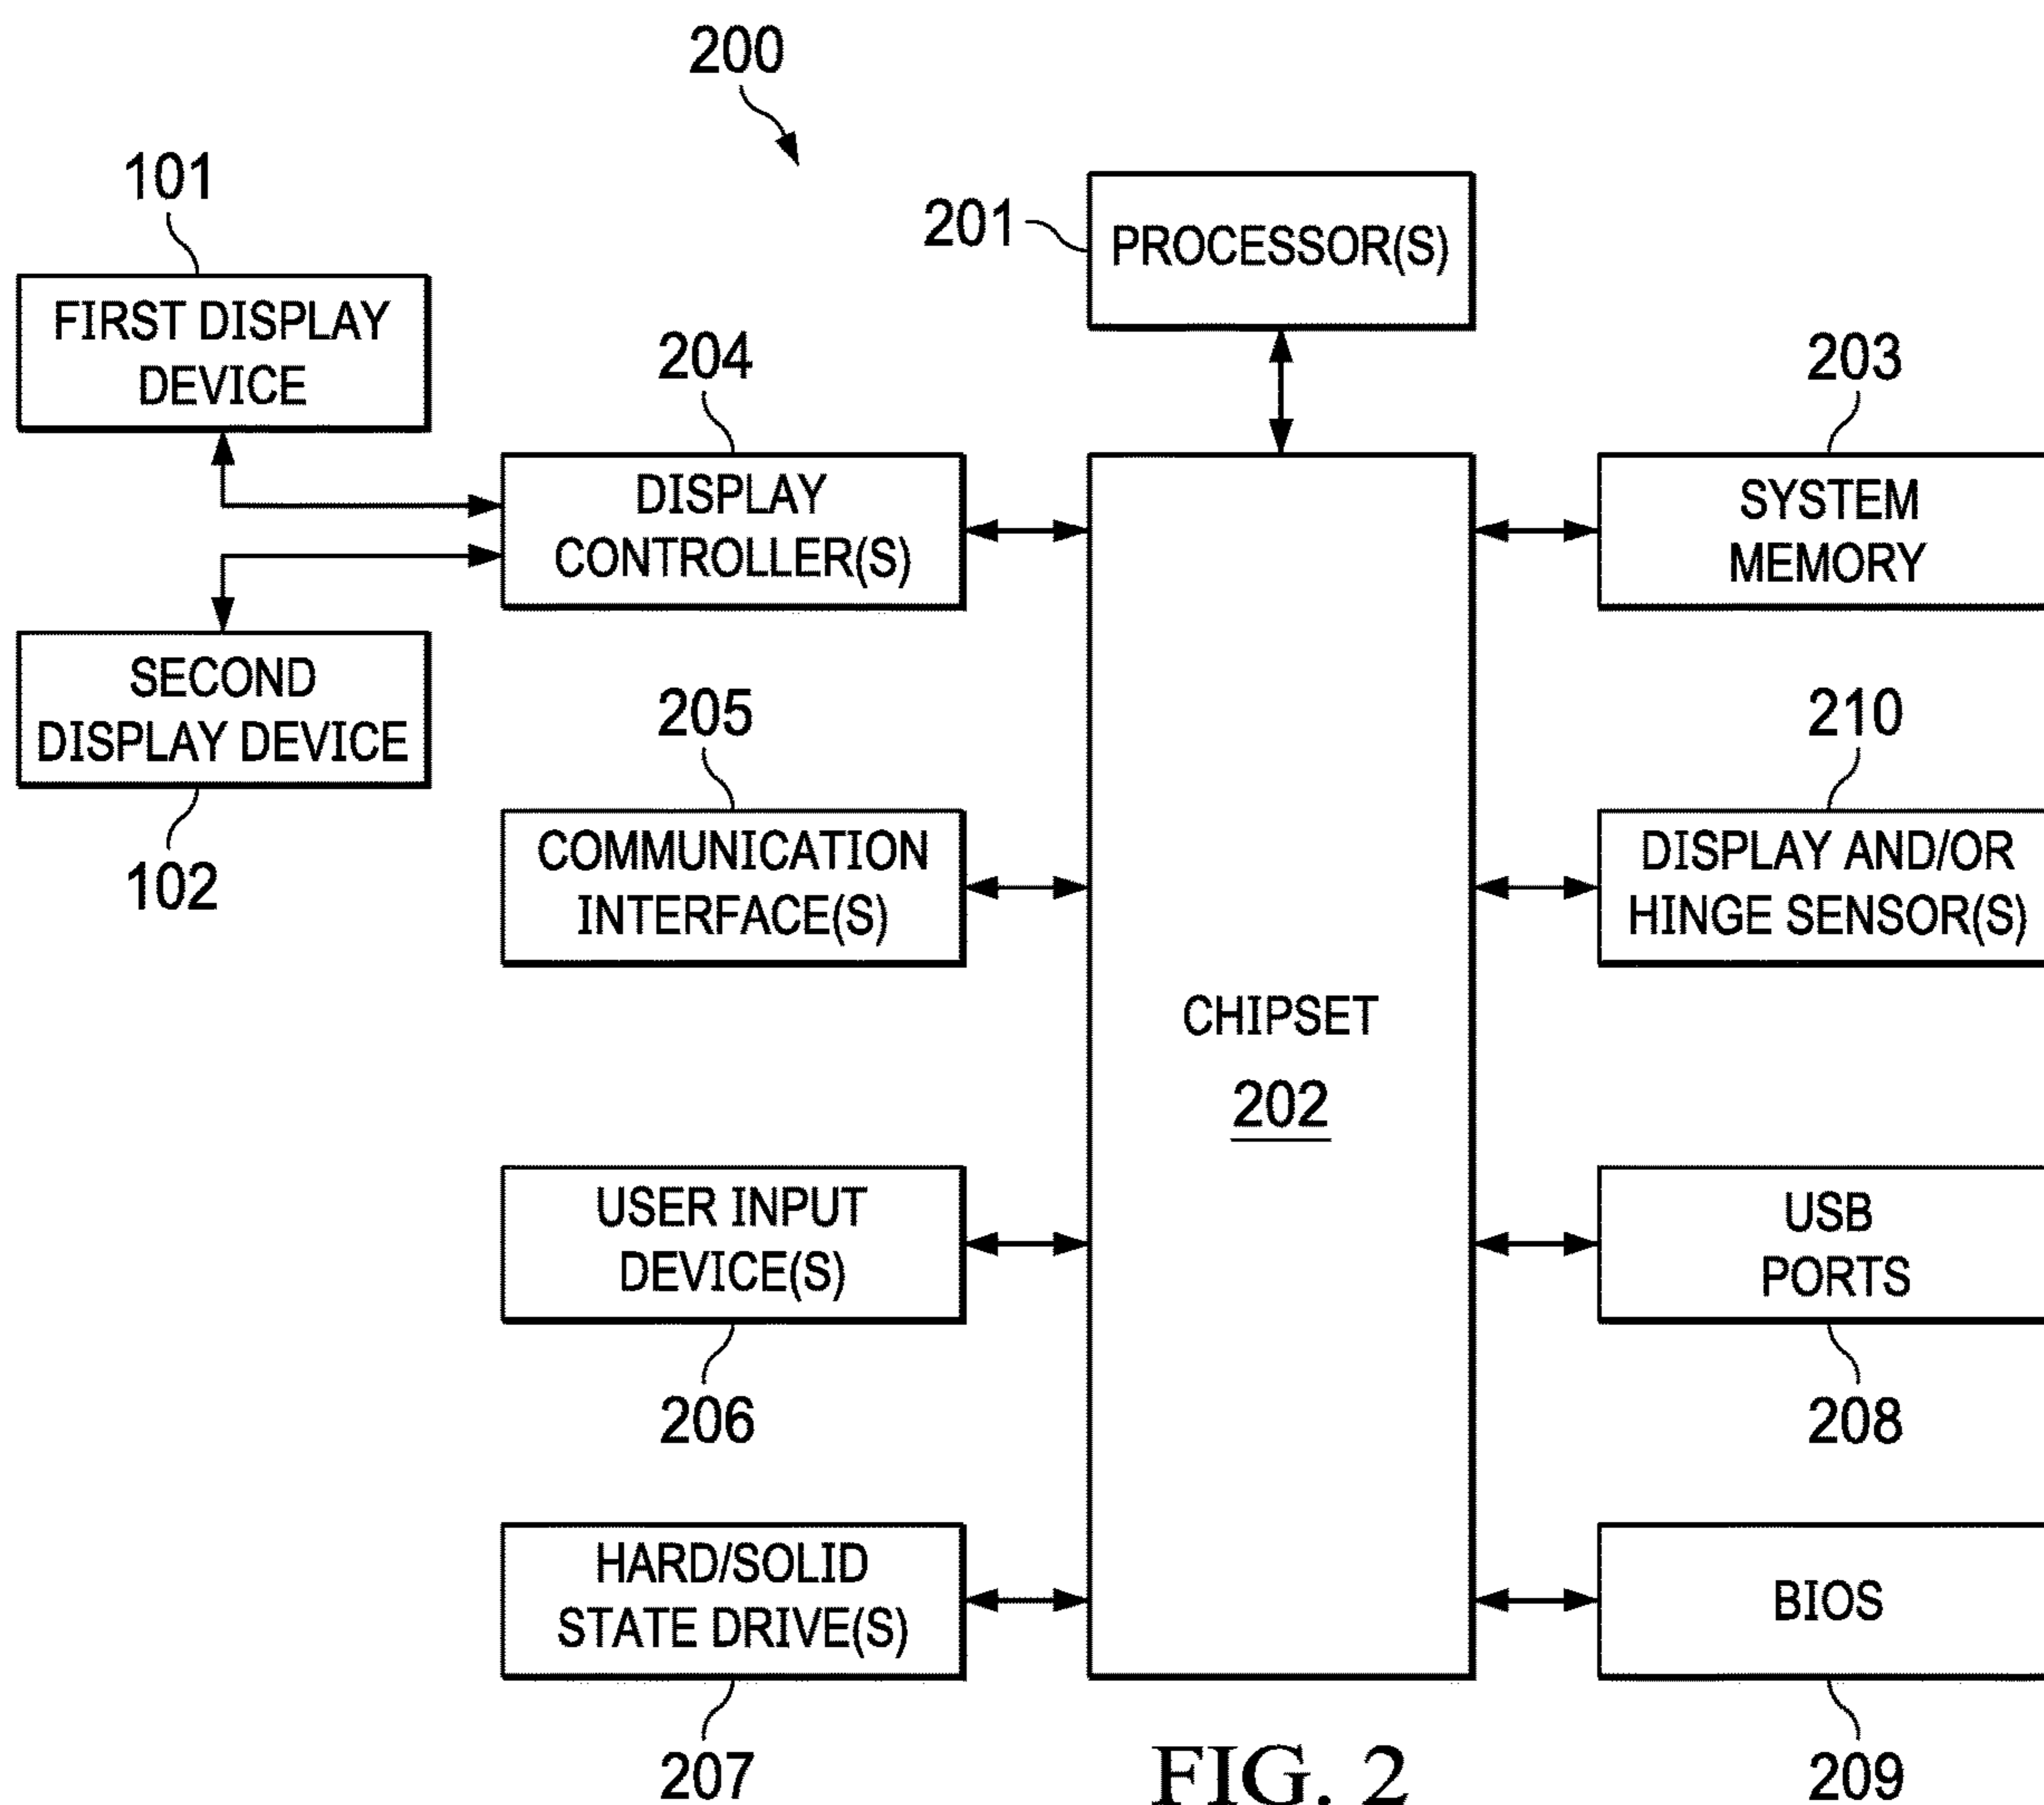 200
101
201
PROCESSOR(S)
FIRST DISPLAY
DEVICE
204
203
DISPLAY
CONTROLLER(S)
SYSTEM
MEMORY
SECOND
DISPLAY DEVICE
102
205
210
COMMUNICATION
INTERFACE(S)
DISPLAY AND/OR
HINGE SENSOR(S)
CHIPSET
202
USER INPUT
DEVICE(S)
206
USB
PORTS
208
HARD/SOLID
STATE DRIVE(S)
207
BIOS
209
FIG. 2